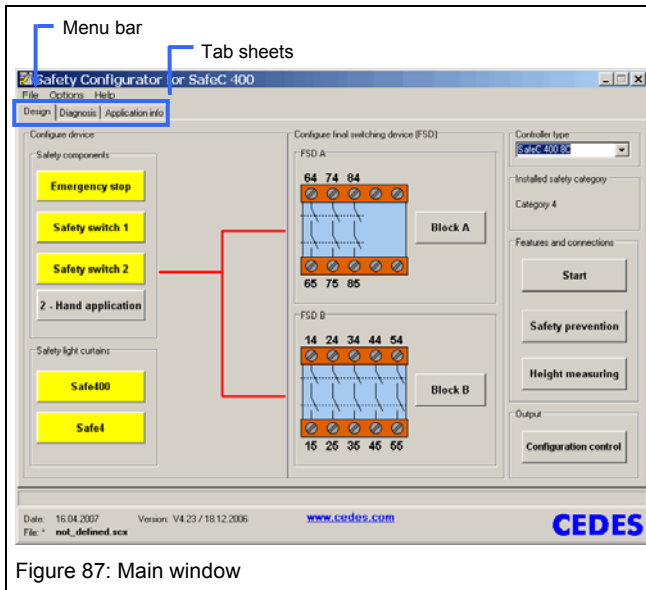 Menu bar
Tab sheets
Safety Configurator for SafeC 400
File Options Help
Design Diagnosis Application info
Configure device
Safety components
Emergency stop
Safety switch 1
Safety switch 2
2 - Hand application
Safety light curtains
Safe400
Safe4
Configure final switching device (FSD)
FSD A
64 74 84
65 75 85
Block A
FSD B
14 24 34 44 54
15 25 35 45 55
Block B
Controller type
SafeC 400 8C
Installed safety category
Category 4
Features and connections
Start
Safety prevention
Height measuring
Output
Configuration control
Date: 16.04.2007 Version: V4.23 / 18.12.2006 www.cedes.com
File: * not_defined.scx
CEDES
Figure 87: Main window